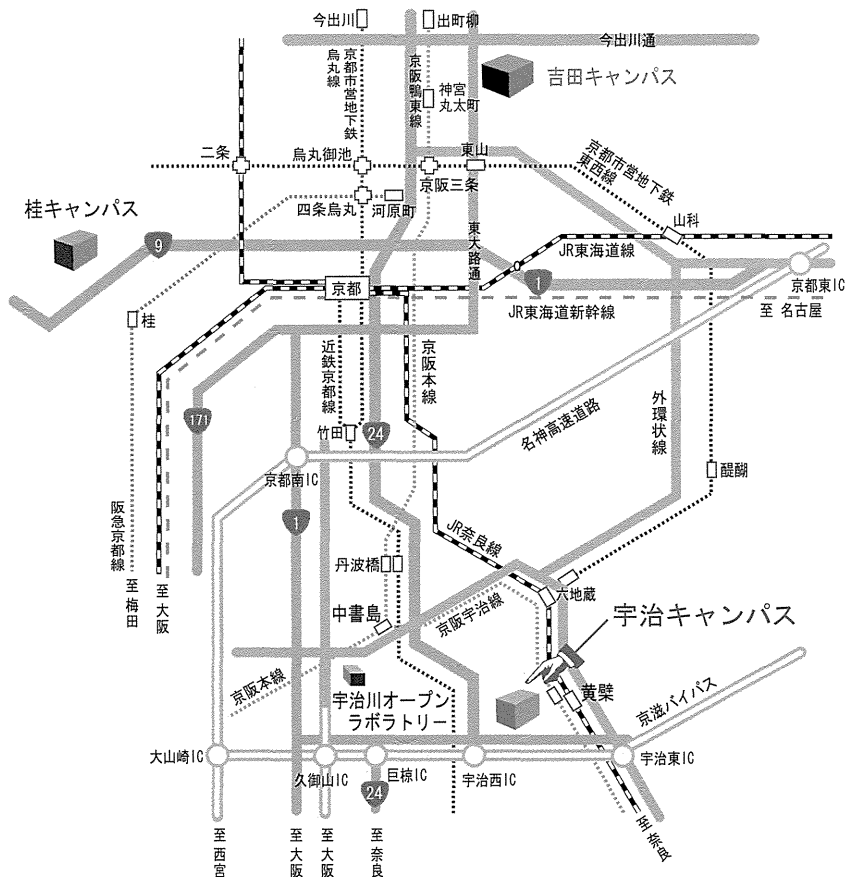 今出川
出町柳
今出川通
京都市営地下鉄
烏丸線
京阪鴨東線
神宮
丸太町
吉田キャンパス
二条
烏丸御池
東山
京阪三条
京都市営地下鉄
東西線
四条烏丸
河原町
山科
桂キャンパス
9
東大路通
JR東海道線
京都
1
京都東IC
JR東海道新幹線
至 名古屋
桂
近鉄京都線
京阪本線
外環状線
171
竹田
24
名神高速道路
京都南IC
醍醐
阪急京都線
1
JR奈良線
至 梅田
至 大阪
丹波橋
六地蔵
中書島
京阪宇治線
宇治キャンパス
京阪本線
宇治川オープン
ラボラトリー
黄檗
京滋バイパス
大山崎IC
久御山IC
巨椋IC
宇治西IC
宇治東IC
24
至 西宮
至 大阪
至 大阪
至 奈良
至 奈良